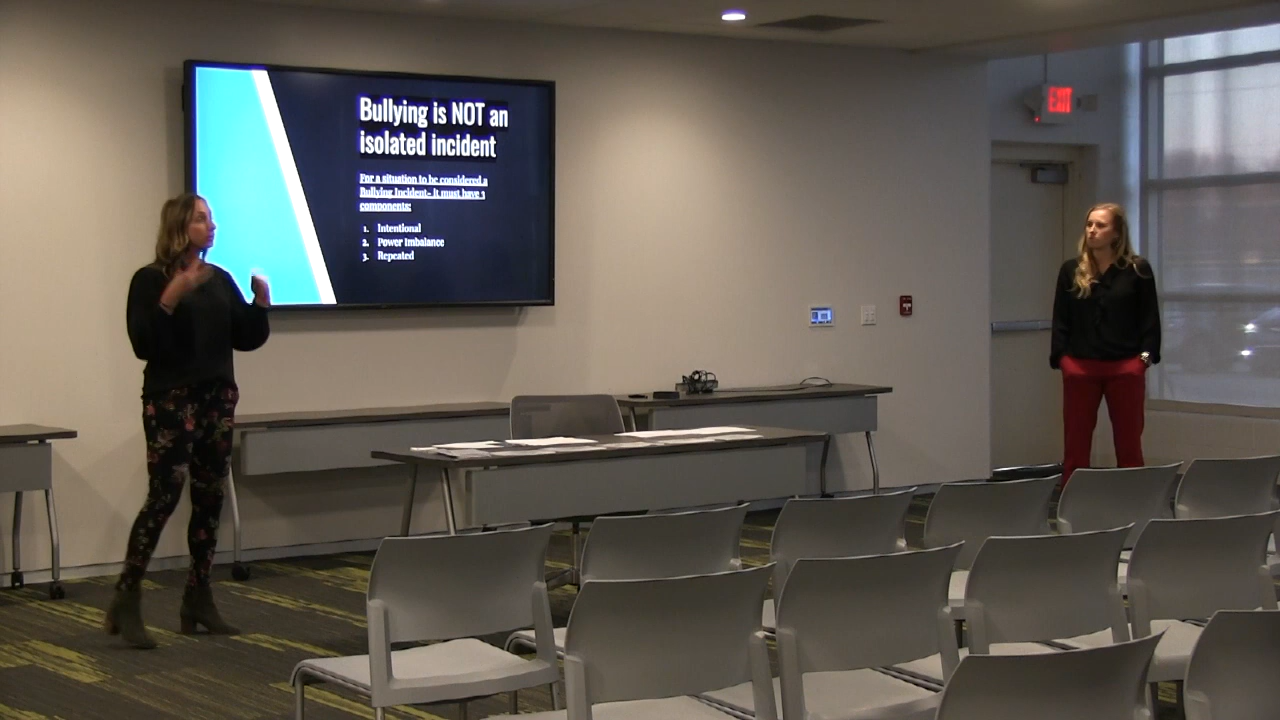 Bullying is NOT an
isolated incident
For a situation to be considered a
Bullying Incident- it must have 3
components:
1. Intentional
2. Power Imbalance
3. Repeated
EXIT